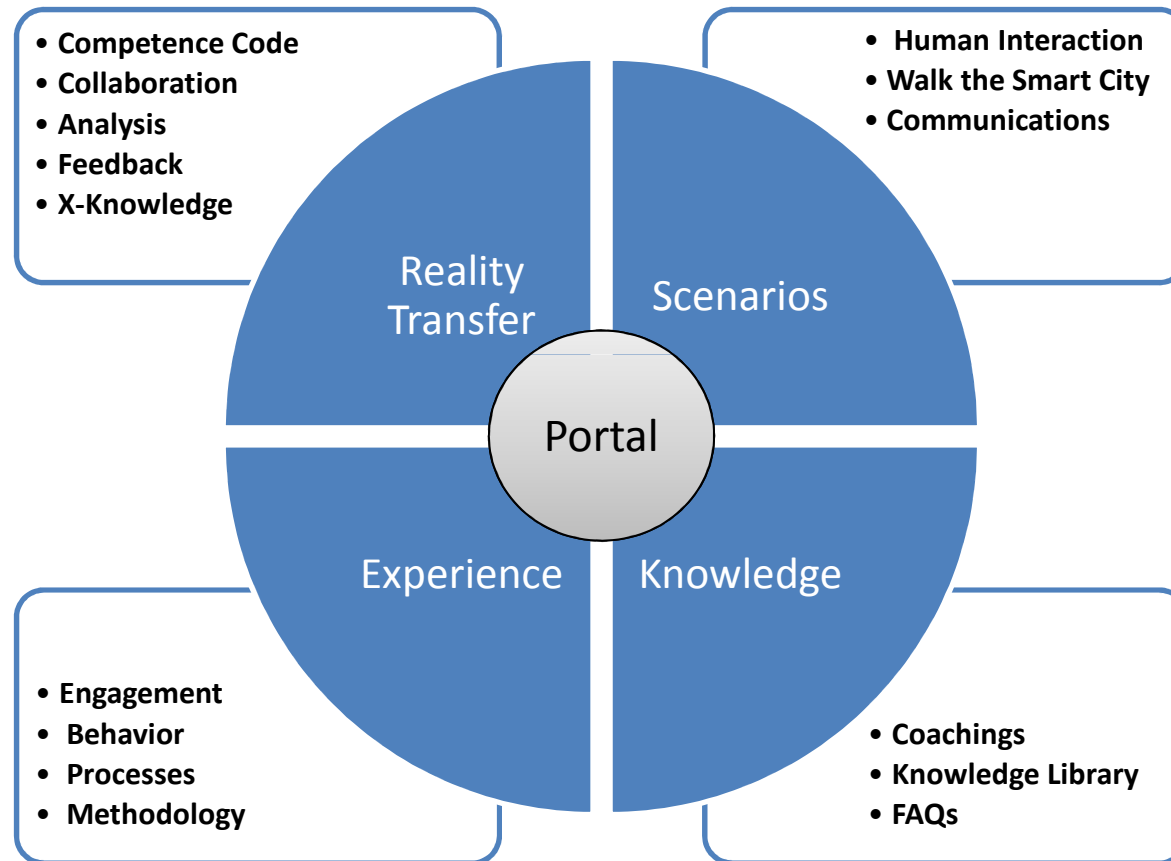 • Competence Code
• Collaboration
• Analysis
• Feedback
• X-Knowledge
• Human Interaction
• Walk the Smart City
• Communications
Reality
Transfer
Scenarios
Portal
Experience
Knowledge
• Engagement
• Behavior
• Processes
• Methodology
• Coachings
• Knowledge Library
• FAQs